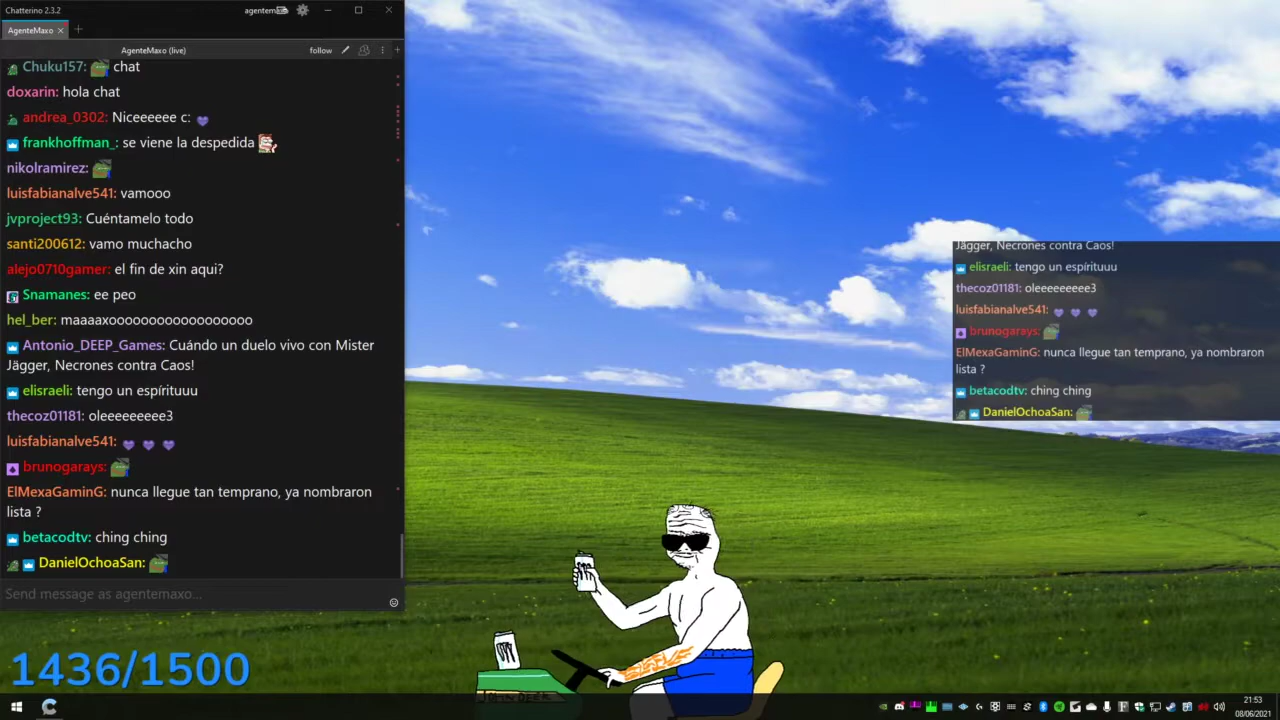 Chatterino 2.3.2
agentem
AgenteMaxo
AgenteMaxo (live)
follow
Chuku157: chat
doxarin: hola chat
andrea_0302: Niceeeeee c:
frankhoffman_: se viene la despedida
nikolramirez:
luisfabianalve541: vamooo
jvproject93: Cuéntamelo todo
santi200612: vamo muchacho
alejo0710gamer: el fin de xin aqui?
Snamanes: ee peo
hel_ber: maaaaxooooooooooooooooooo
Antonio_DEEP_Games: Cuándo un duelo vivo con Mister
Jägger, Necrones contra Caos!
elisraeli: tengo un espírituuu
thecoz01181: oleeeeeeeee3
luisfabianalve541:
brunogarays:
ElMexaGaminG: nunca llegue tan temprano, ya nombraron
lista ?
betacodtv: ching ching
DanielOchoaSan:
Send message as agentemaxo...
Jägger, Necrones contra Caos!
elisraeli: tengo un espírituuu
thecoz01181: oleeeeeeeee3
luisfabianalve541:
brunogarays:
ElMexaGaminG: nunca llegue tan temprano, ya nombraron
lista ?
betacodtv: ching ching
DanielOchoaSan:
1436/1500
21:53
08/06/2021